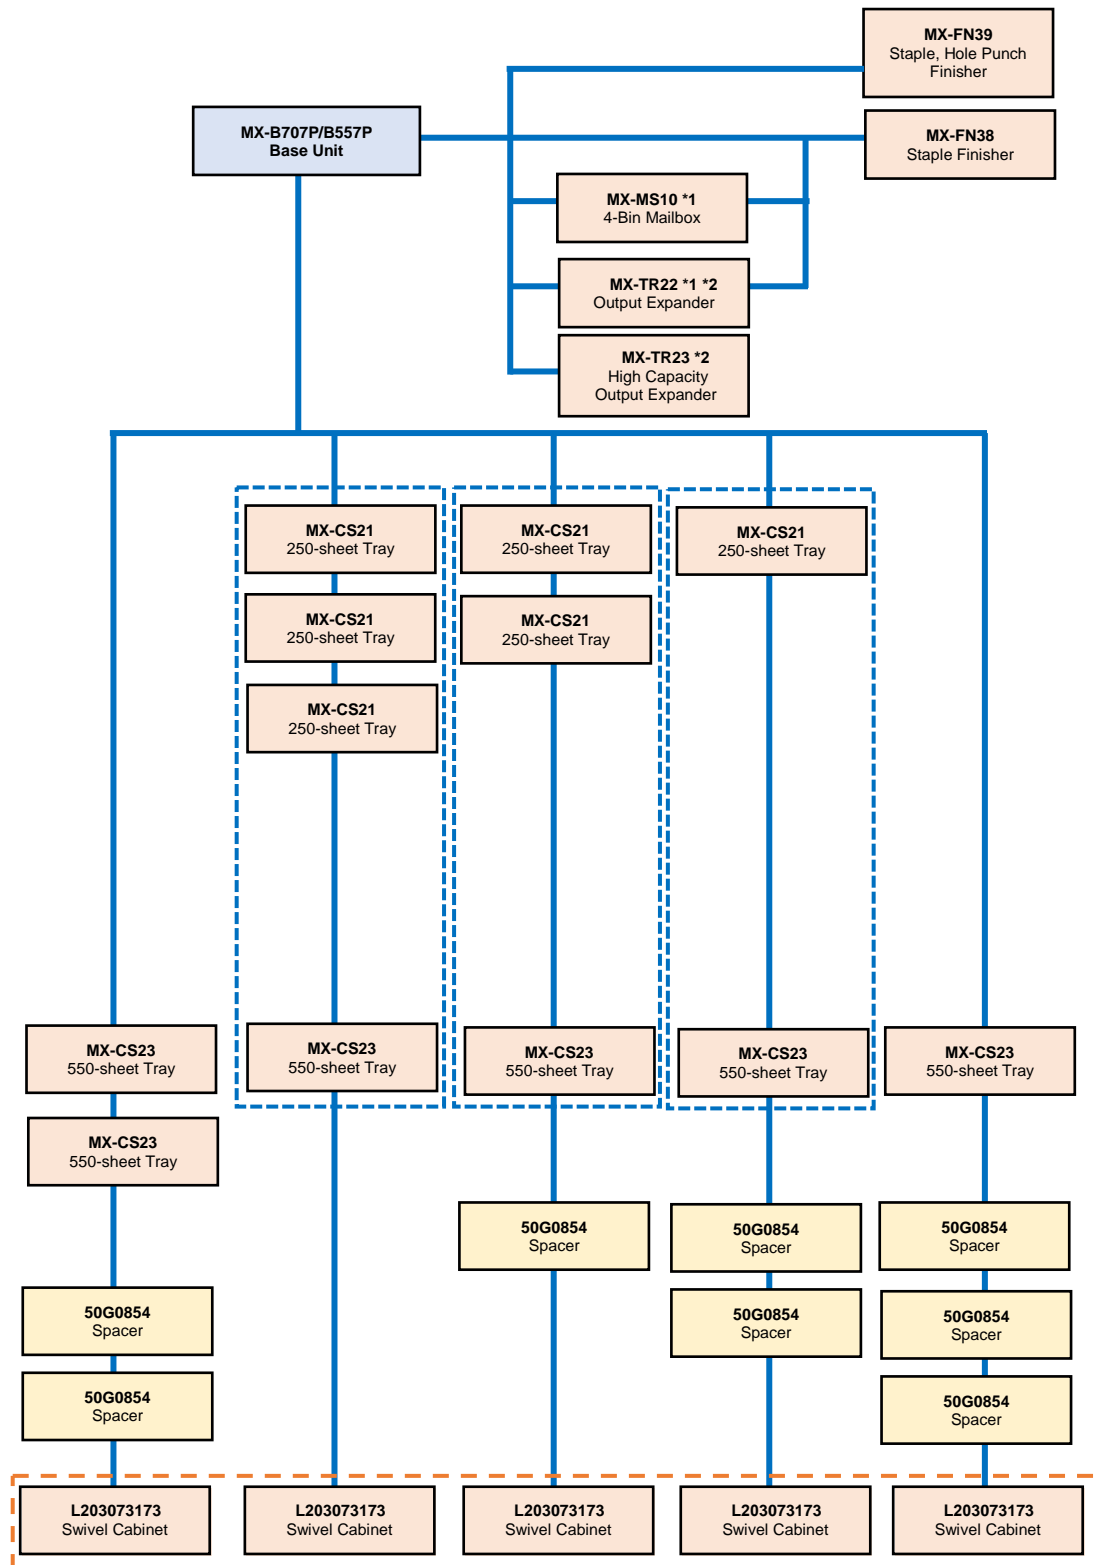 MX-FN39
Staple, Hole Punch
Finisher
MX-B707P/B557P
Base Unit
MX-FN38
Staple Finisher
MX-MS10 *1
4-Bin Mailbox
MX-TR22 *1 *2
Output Expander
MX-TR23 *2
High Capacity
Output Expander
MX-CS21
250-sheet Tray
MX-CS21
250-sheet Tray
MX-CS21
250-sheet Tray
MX-CS21
250-sheet Tray
MX-CS21
250-sheet Tray
MX-CS21
250-sheet Tray
MX-CS23
550-sheet Tray
MX-CS23
550-sheet Tray
MX-CS23
550-sheet Tray
MX-CS23
550-sheet Tray
MX-CS23
550-sheet Tray
MX-CS23
550-sheet Tray
50G0854
Spacer
50G0854
Spacer
50G0854
Spacer
50G0854
Spacer
50G0854
Spacer
50G0854
Spacer
50G0854
Spacer
50G0854
Spacer
L203073173
Swivel Cabinet
L203073173
Swivel Cabinet
L203073173
Swivel Cabinet
L203073173
Swivel Cabinet
L203073173
Swivel Cabinet